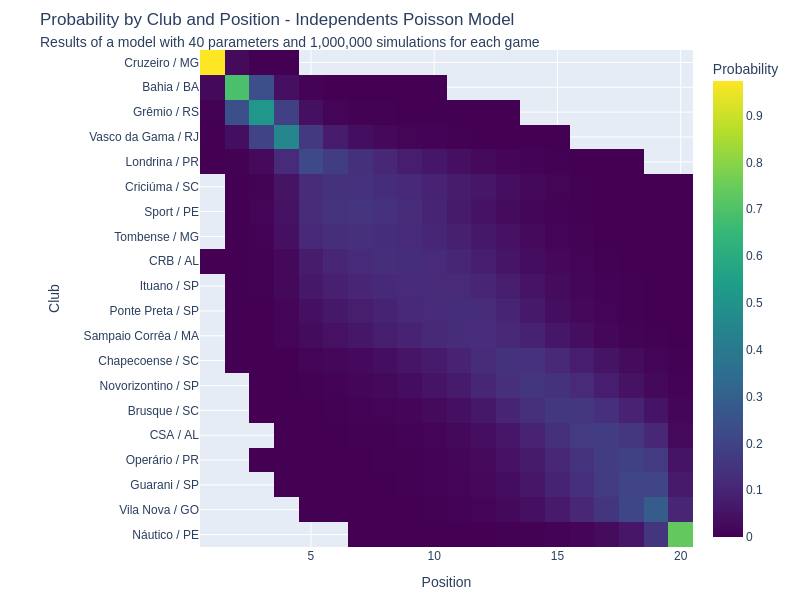 Probability by Club and Position - Independents Poisson Model
Results of a model with 40 parameters and 1,000,000 simulations for each game
Probability
Club
Cruzeiro / MG
Bahia / BA
Grêmio / RS
Vasco da Gama / RJ
Londrina / PR
Criciúma / SC
Sport / PE
Tombense / MG
CRB / AL
Ituano / SP
Ponte Preta / SP
Sampaio Corrêa / MA
Chapecoense / SC
Novorizontino / SP
Brusque / SC
CSA / AL
Operário / PR
Guarani / SP
Vila Nova / GO
Náutico / PE
0.9
0.8
0.7
0.6
0.5
0.4
0.3
0.2
0.1
0
5
10
15
20
Position